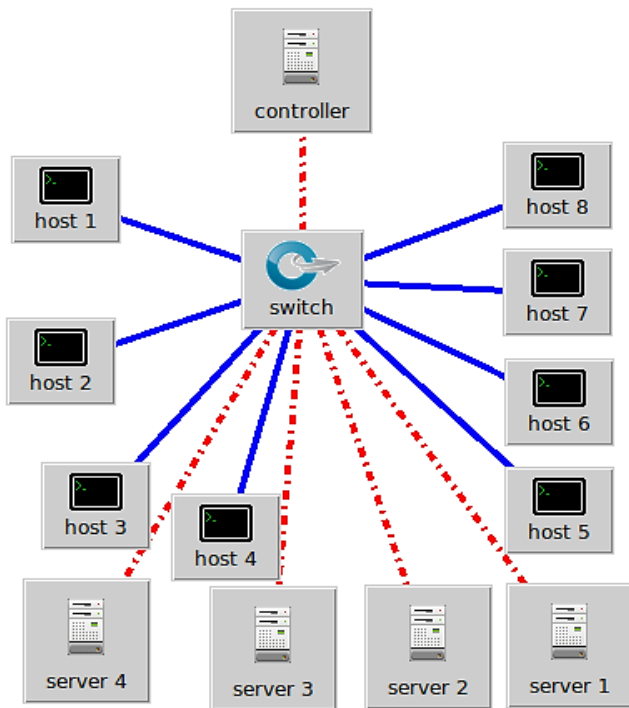 controller
host 1
host 8
switch
host 7
host 2
host 6
host 3
host 4
host 5
server 4
server 3
server 2
server 1